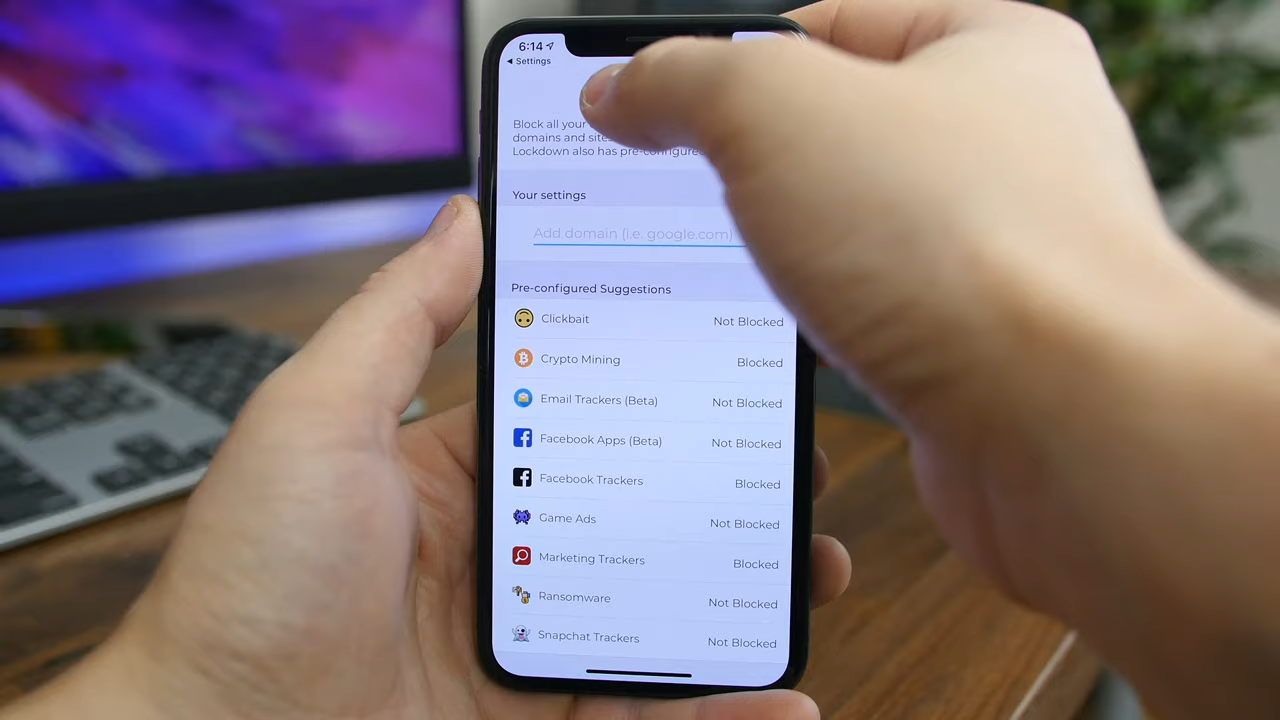 6:14
◀ Settings
Block all your
domains and site
Lockdown also has pre-configure
Your settings
Add domain (i.e. google.com)
Pre-configured Suggestions
Clickbait Not Blocked
Crypto Mining Blocked
Email Trackers (Beta) Not Blocked
Facebook Apps (Beta) Not Blocked
Facebook Trackers Blocked
Game Ads Not Blocked
Marketing Trackers Blocked
Ransomware Not Blocked
Snapchat Trackers Not Blocked